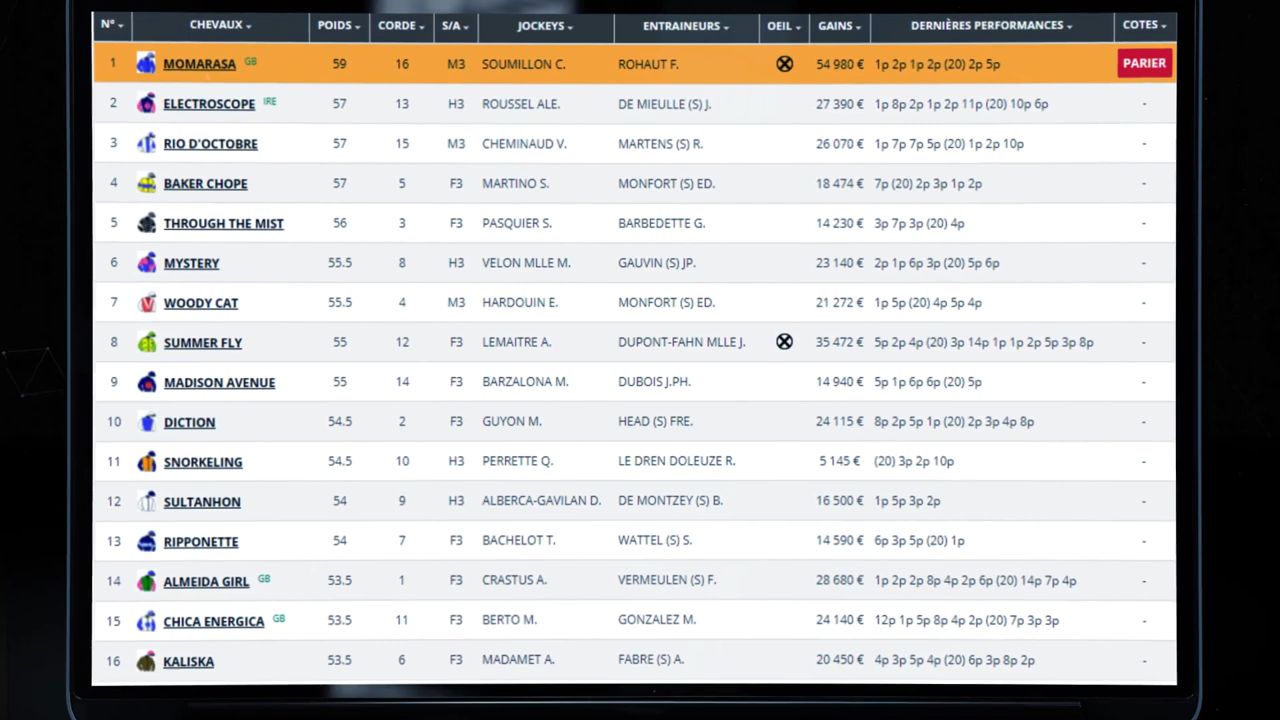 N° CHEVAUX POIDS CORDE S/A JOCKEYS ENTRAINEURS OEIL GAINS DERNIÈRES PERFORMANCES COTES
1 MOMARASA GB 59 16 M3 SOUMILLON C. ROHAUT F. 54 980 € 1p 2p 1p 2p (20) 2p 5p PARIER
2 ELECTROSCOPE IRE 57 13 H3 ROUSSEL ALE. DE MIEULLE (S) J. 27 390 € 1p 8p 2p 1p 2p 11p (20) 10p 6p -
3 RIO D'OCTOBRE 57 15 M3 CHEMINAUD V. MARTENS (S) R. 26 070 € 1p 7p 7p 5p (20) 1p 2p 10p -
4 BAKER CHOPE 57 5 F3 MARTINO S. MONFORT (S) ED. 18 474 € 7p (20) 2p 3p 1p 2p -
5 THROUGH THE MIST 56 3 F3 PASQUIER S. BARBEDETTE G. 14 230 € 3p 7p 3p (20) 4p -
6 MYSTERY 55.5 8 H3 VELON MLLE M. GAUVIN (S) JP. 23 140 € 2p 1p 6p 3p (20) 5p 6p -
7 WOODY CAT 55.5 4 M3 HARDOUIN E. MONFORT (S) ED. 21 272 € 1p 5p (20) 4p 5p 4p -
8 SUMMER FLY 55 12 F3 LEMAITRE A. DUPONT-FAHN MLLE J. 35 472 € 5p 2p 4p (20) 3p 14p 1p 1p 2p 5p 3p 8p -
9 MADISON AVENUE 55 14 F3 BARZALONA M. DUBOIS J.PH. 14 940 € 5p 1p 6p 6p (20) 5p -
10 DICTION 54.5 2 F3 GUYON M. HEAD (S) FRE. 24 115 € 8p 2p 5p 1p (20) 2p 3p 4p 8p -
11 SNORKELING 54.5 10 H3 PERRETTE Q. LE DREN DOLEUZE R. 5 145 € (20) 3p 2p 10p -
12 SULTANHON 54 9 H3 ALBERCA-GAVILAN D. DE MONTZEY (S) B. 16 500 € 1p 5p 3p 2p -
13 RIPPONETTE 54 7 F3 BACHELOT T. WATTEL (S) S. 14 590 € 6p 3p 5p (20) 1p -
14 ALMEIDA GIRL GB 53.5 1 F3 CRASTUS A. VERMEULEN (S) F. 28 680 € 1p 2p 2p 8p 4p 2p 6p (20) 14p 7p 4p -
15 CHICA ENERGICA GB 53.5 11 F3 BERTO M. GONZALEZ M. 24 140 € 12p 1p 5p 8p 4p 2p (20) 7p 3p 3p -
16 KALISKA 53.5 6 F3 MADAMET A. FABRE (S) A. 20 450 € 4p 3p 5p 4p (20) 6p 3p 8p 2p -